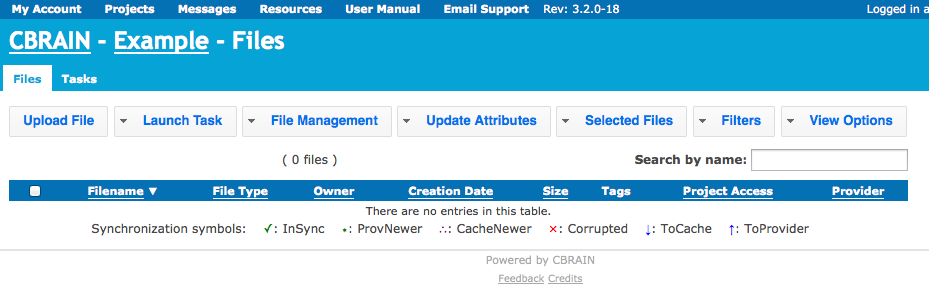 My Account Projects Messages Resources User Manual Email Support Rev: 3.2.0-18 Logged in a
CBRAIN - Example - Files
Files Tasks
Upload File Launch Task File Management Update Attributes Selected Files Filters View Options
( 0 files ) Search by name:
Filename ▼ File Type Owner Creation Date Size Tags Project Access Provider
There are no entries in this table.
Synchronization symbols: ✓: InSync •: ProvNewer ∴: CacheNewer ×: Corrupted ↓: ToCache ↑: ToProvider
Powered by CBRAIN
Feedback Credits